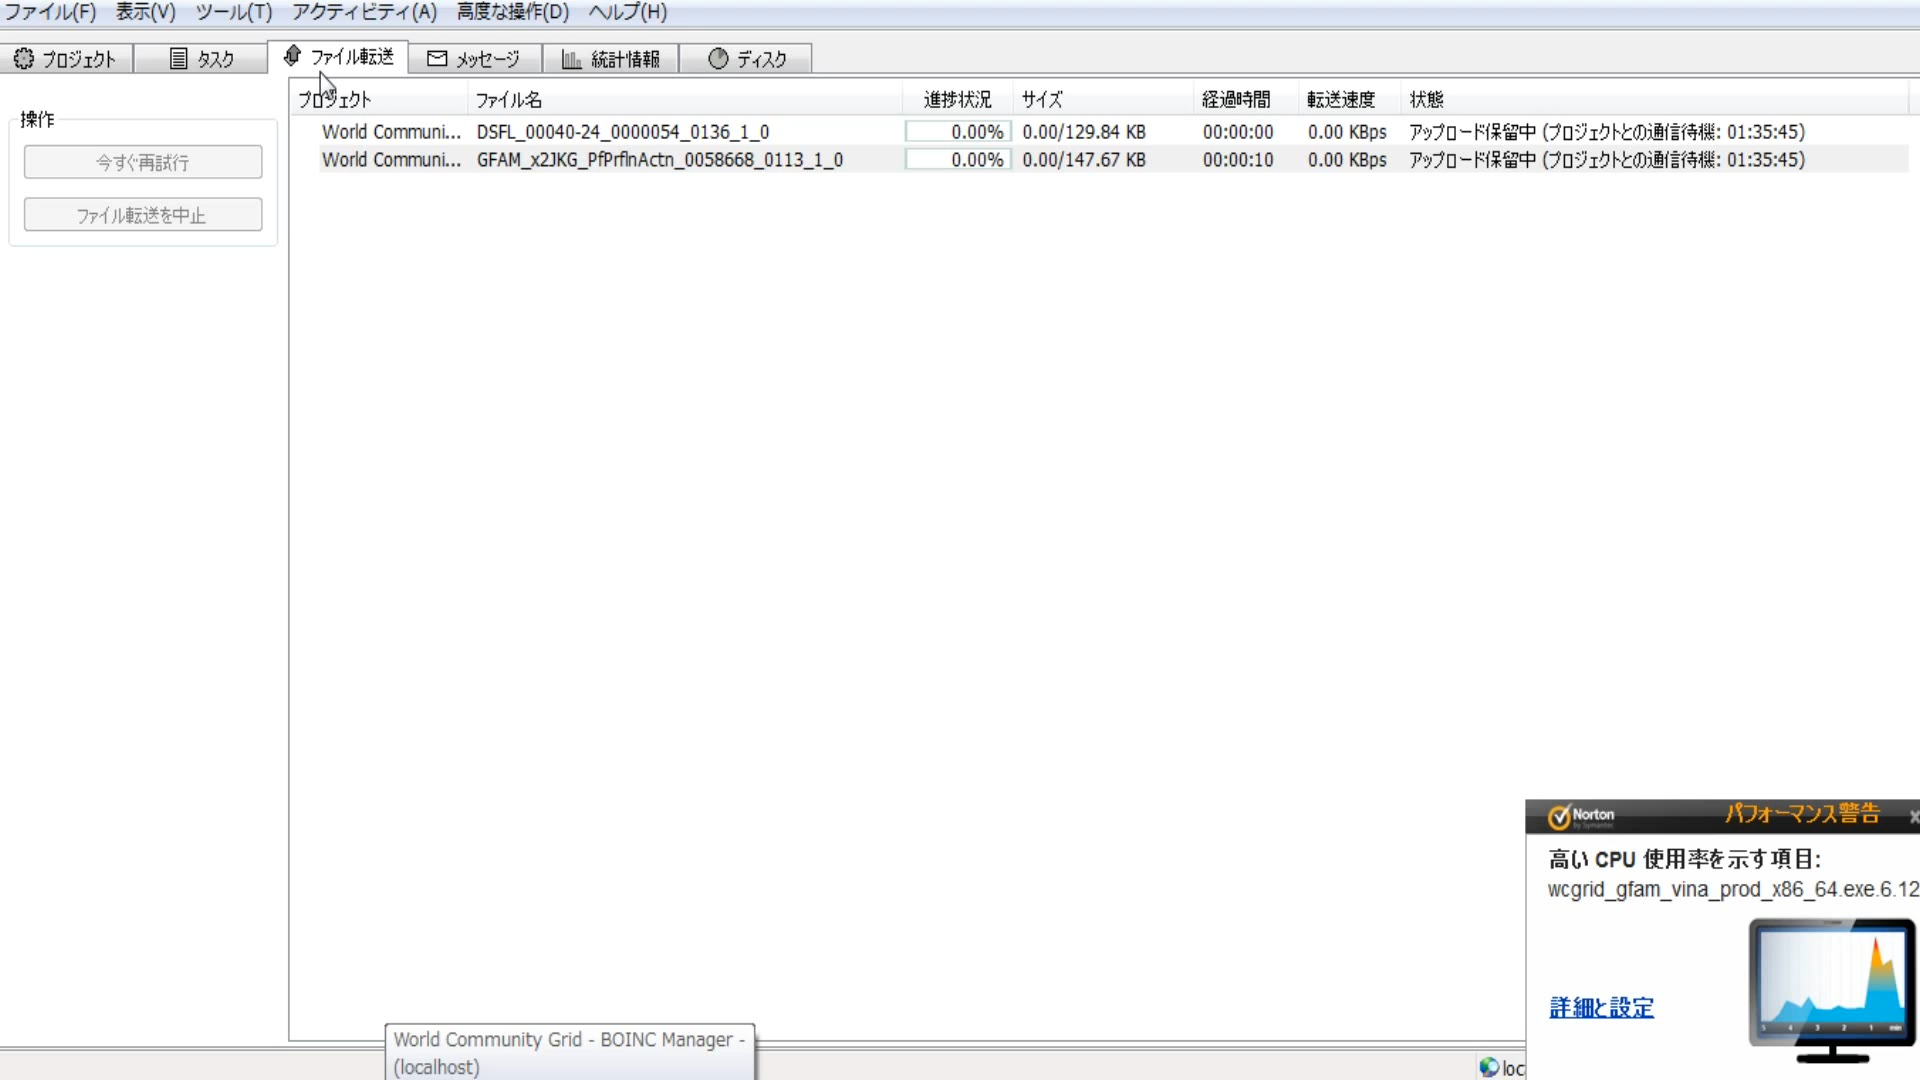 ファイル(F) 表示(V) ツール(T) アクティビティ(A) 高度な操作(D) ヘルプ(H)
プロジェクト タスク ファイル転送 メッセージ 統計情報 ディスク
操作
今すぐ再試行
ファイル転送を中止
プロジェクト ファイル名 進捗状況 サイズ 経過時間 転送速度 状態
World Communi... DSFL_00040-24_0000054_0136_1_0 0.00% 0.00/129.84 KB 00:00:00 0.00 KBps アップロード保留中 (プロジェクトとの通信待機: 01:35:45)
World Communi... GFAM_x2JKG_PfPrflnActn_0058668_0113_1_0 0.00% 0.00/147.67 KB 00:00:10 0.00 KBps アップロード保留中 (プロジェクトとの通信待機: 01:35:45)
Norton パフォーマンス警告
by Symantec
高い CPU 使用率を示す項目:
wcgrid_gfam_vina_prod_x86_64.exe.6.12
詳細と設定
5 4 3 2 1 min
World Community Grid - BOINC Manager -
(localhost)
loc